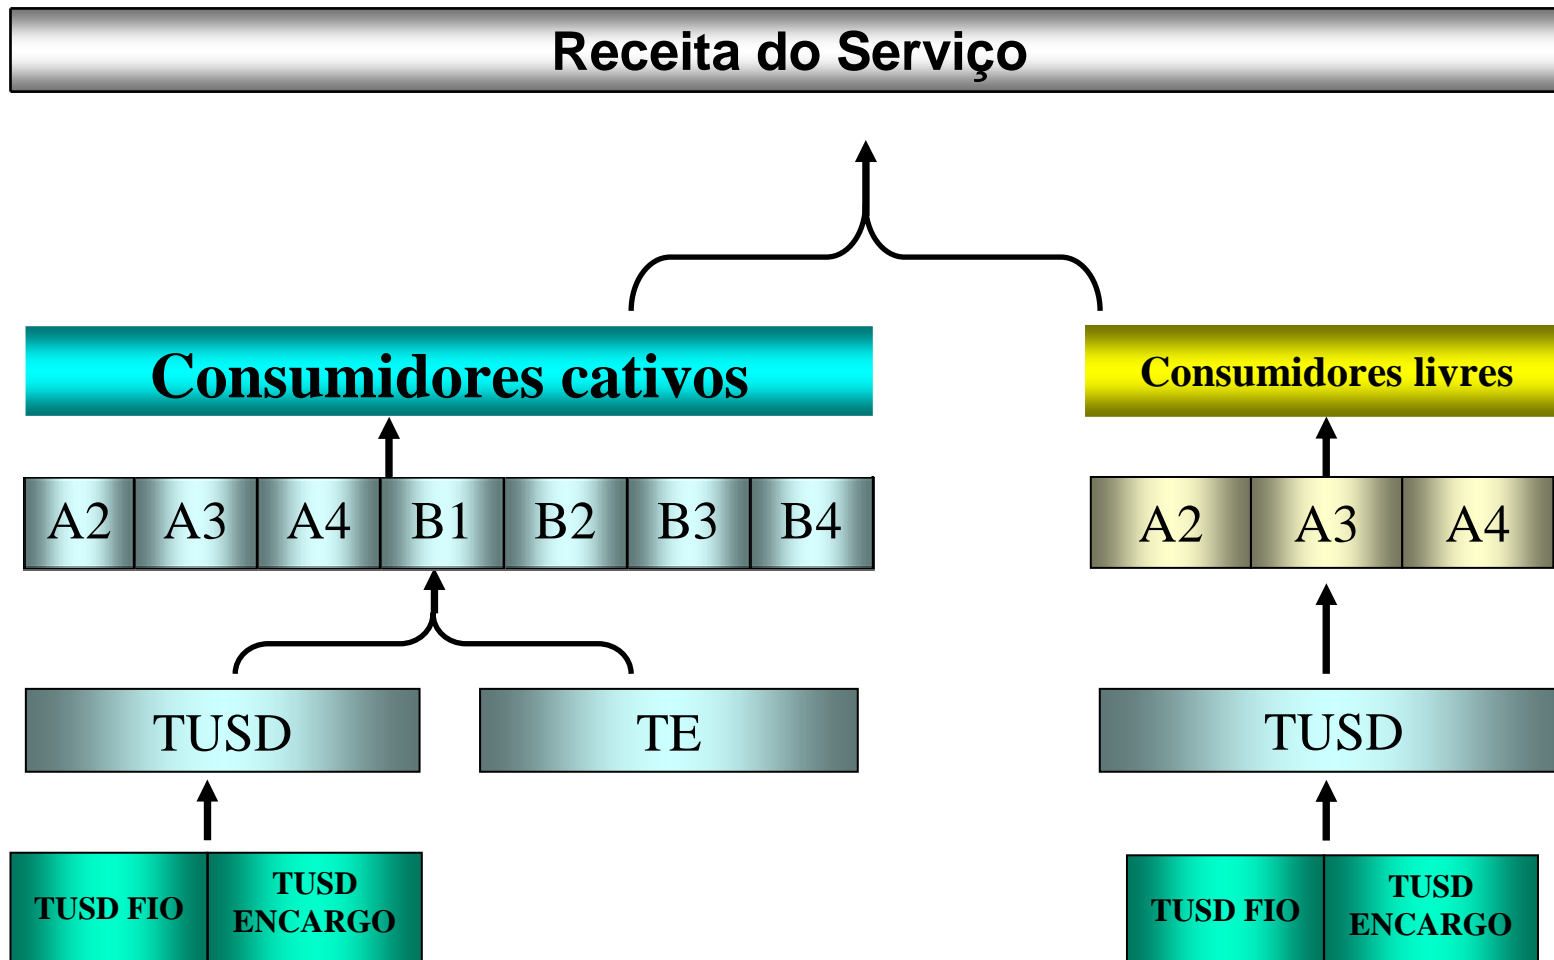 Receita do Serviço
Consumidores cativos
Consumidores livres
A2 A3 A4 B1 B2 B3 B4
A2 A3 A4
TUSD
TE
TUSD
TUSD FIO
TUSD
ENCARGO
TUSD FIO
TUSD
ENCARGO